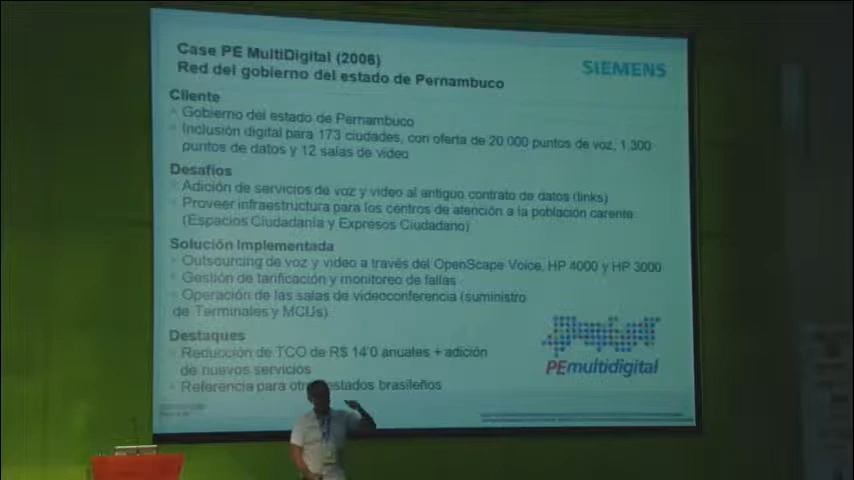 Case PE MultiDigital (2006)
Red del gobierno del estado de Pernambuco
SIEMENS
Cliente
Gobierno del estado de Pernambuco
Inclusión digital para 173 ciudades, con oferta de 20 000 puntos de voz, 1,300
puntos de datos y 12 salas de video
Desafíos
Adición de servicios de voz y video al antiguo contrato de datos (links)
Proveer infraestructura para los centros de atención a la población carente
(Espacios Ciudadanía y Expresos Ciudadano)
Solución Implementada
Outsourcing de voz y video a través del OpenScape Voice, HP 4000 y HP 3000
Gestión de tarificación y monitoreo de fallas
Operación de las salas de videoconferencia (suministro
de Terminales y MCUs)
Destaques
Reducción de TCO de R$ 14'0 anuales + adición
de nuevos servicios
Referencia para estados brasileños
PEmultidigital